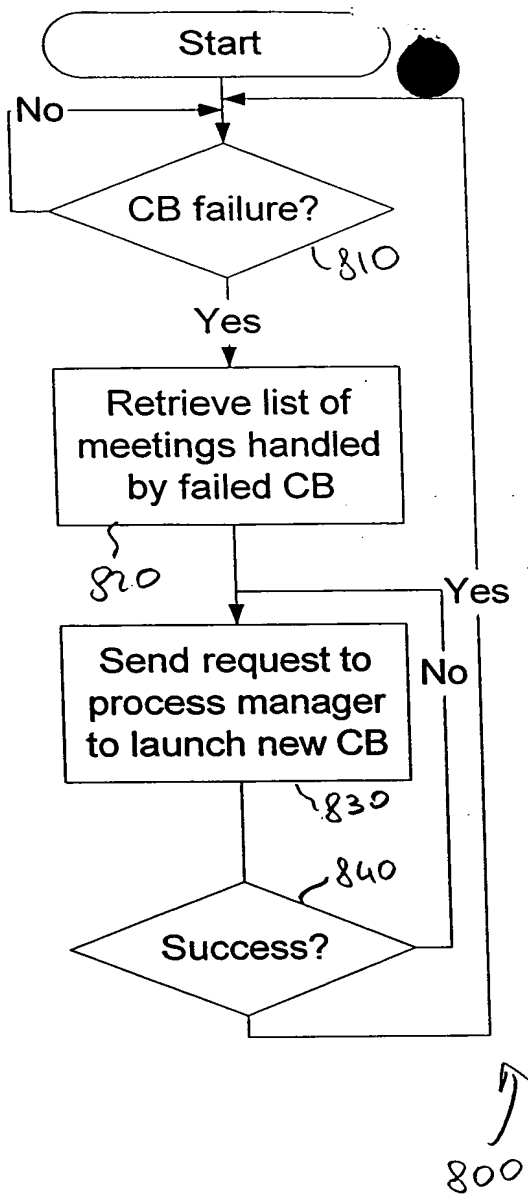 Start
No
CB failure?
810
Yes
Retrieve list of
meetings handled
by failed CB
820
Yes
Send request to
process manager
to launch new CB
No
830
840
Success?
800